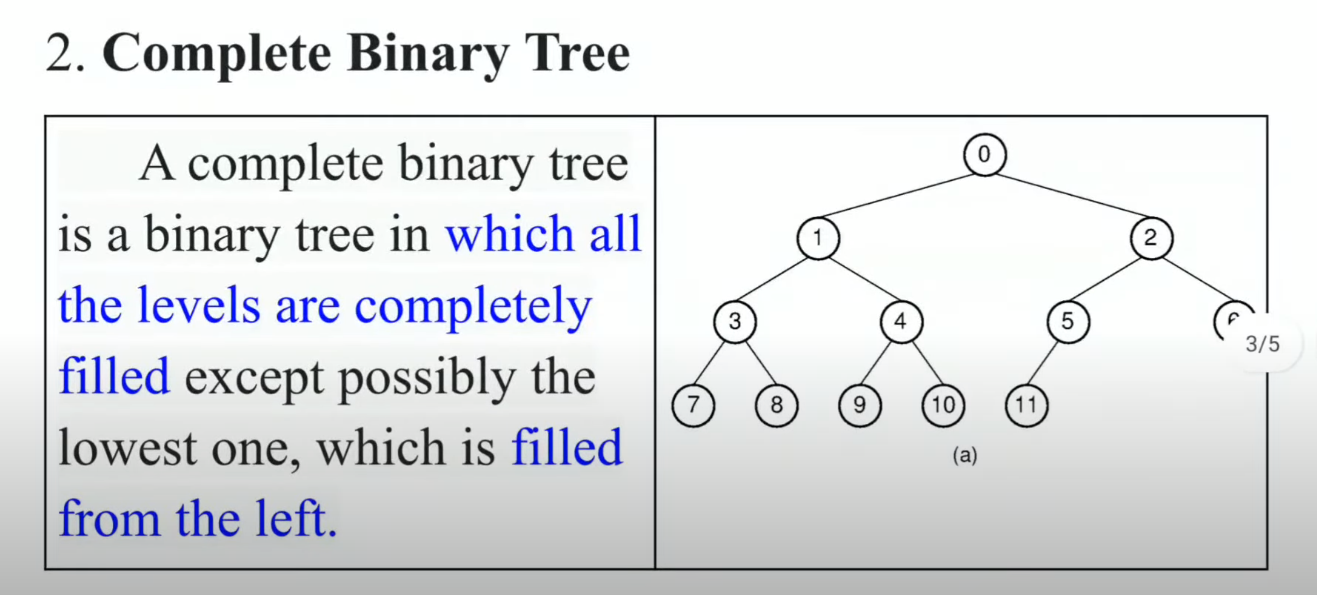 2. Complete Binary Tree
A complete binary tree
is a binary tree in which all
the levels are completely
filled except possibly the
lowest one, which is filled
from the left.
0
1
2
3
4
5
7
8
9
10
11
(a)
3/5